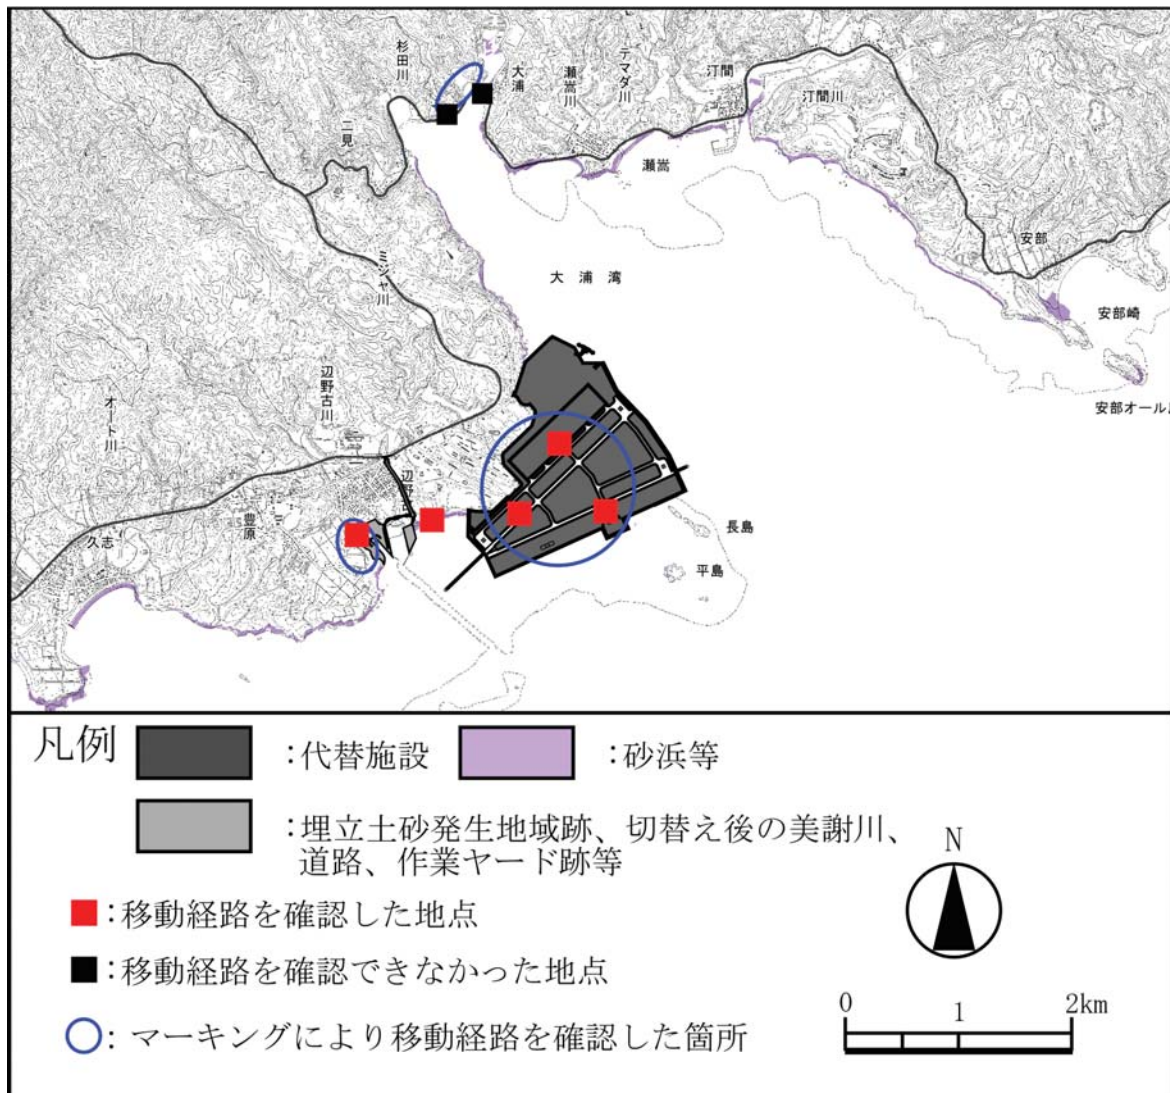 杉田川
大浦
瀬嵩川
テマダ川
汀間
汀間川
二見
瀬嵩
安部
ミジャ川
大浦湾
安部崎
安部オール
辺野古川
オート川
辺野古
豊原
久志
長島
平島
凡例
:代替施設
:砂浜等
:埋立土砂発生地域跡、切替え後の美謝川、
道路、作業ヤード跡等
N
:移動経路を確認した地点
:移動経路を確認できなかった地点
0 1 2km
:マーキングにより移動経路を確認した箇所